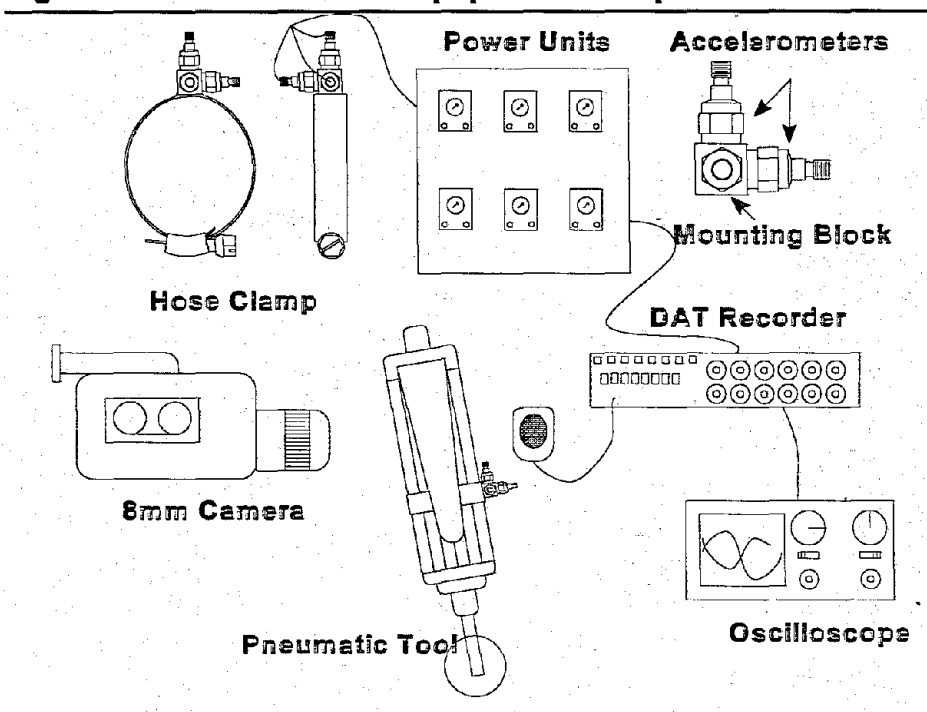 Power Units
Accelerometers
Mounting Block
Hose Clamp
DAT Recorder
8mm Camera
Pneumatic Tool
Oscilloscope